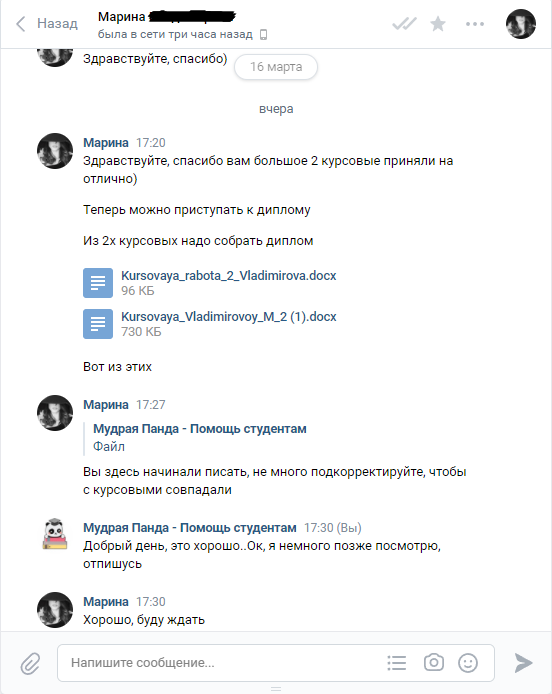 Назад
Марина
была в сети три часа назад
Здравствуйте, спасибо)
16 марта
вчера
Марина 17:20
Здравствуйте, спасибо вам большое 2 курсовые приняли на
отлично)
Теперь можно приступать к диплому
Из 2х курсовых надо собрать диплом
Kursovaya_rabota_2_Vladimirova.docx
96 КБ
Kursovaya_Vladimirovoy_M_2 (1).docx
730 КБ
Вот из этих
Марина 17:27
Мудрая Панда - Помощь студентам
Файл
Вы здесь начинали писать, не много подкорректируйте, чтобы
с курсовыми совпадали
Мудрая Панда - Помощь студентам 17:30 (Вы)
Добрый день, это хорошо..Ок, я немного позже посмотрю,
отпишусь
Марина 17:30
Хорошо, буду ждать
Напишите сообщение...